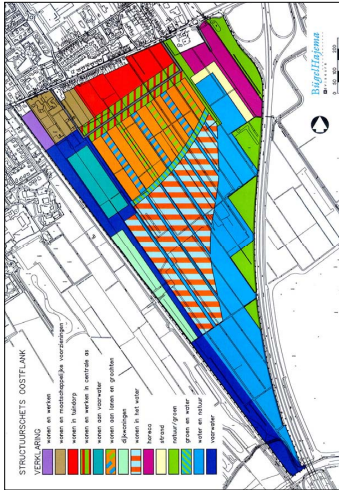 STRUCTUURSCHETS OOSTFLANK
VERKLARING
wonen en werken
wonen en maatschappelijke voorzieningen
wonen in tuindorp
wonen en werken in centrale as
wonen aan vaarwater
wonen aan lanen en grachten
dijkwoningen
wonen in het water
horeca
strand
natuur/groen
groen en water
water en natuur
vaarwater
BügelHajema